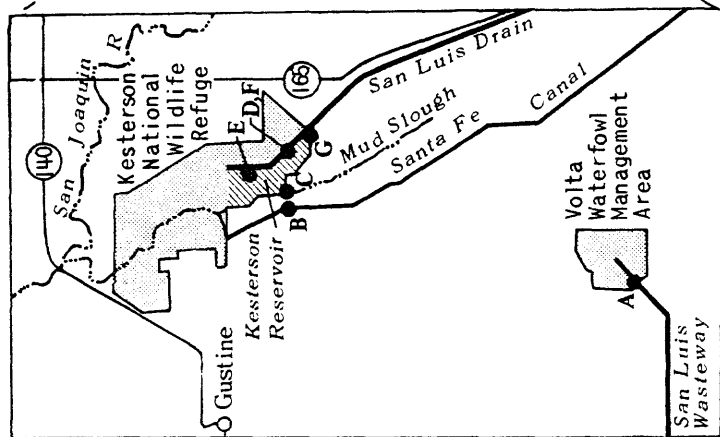 140
San Joaquin R
Kesterson
National
Wildlife
Refuge
165
San Luis Drain
E
D,F
G
C
B
Mud Slough
Santa Fe Canal
Kesterson
Reservoir
Gustine
Volta
Waterfowl
Management
Area
A
San Luis
Wasteway